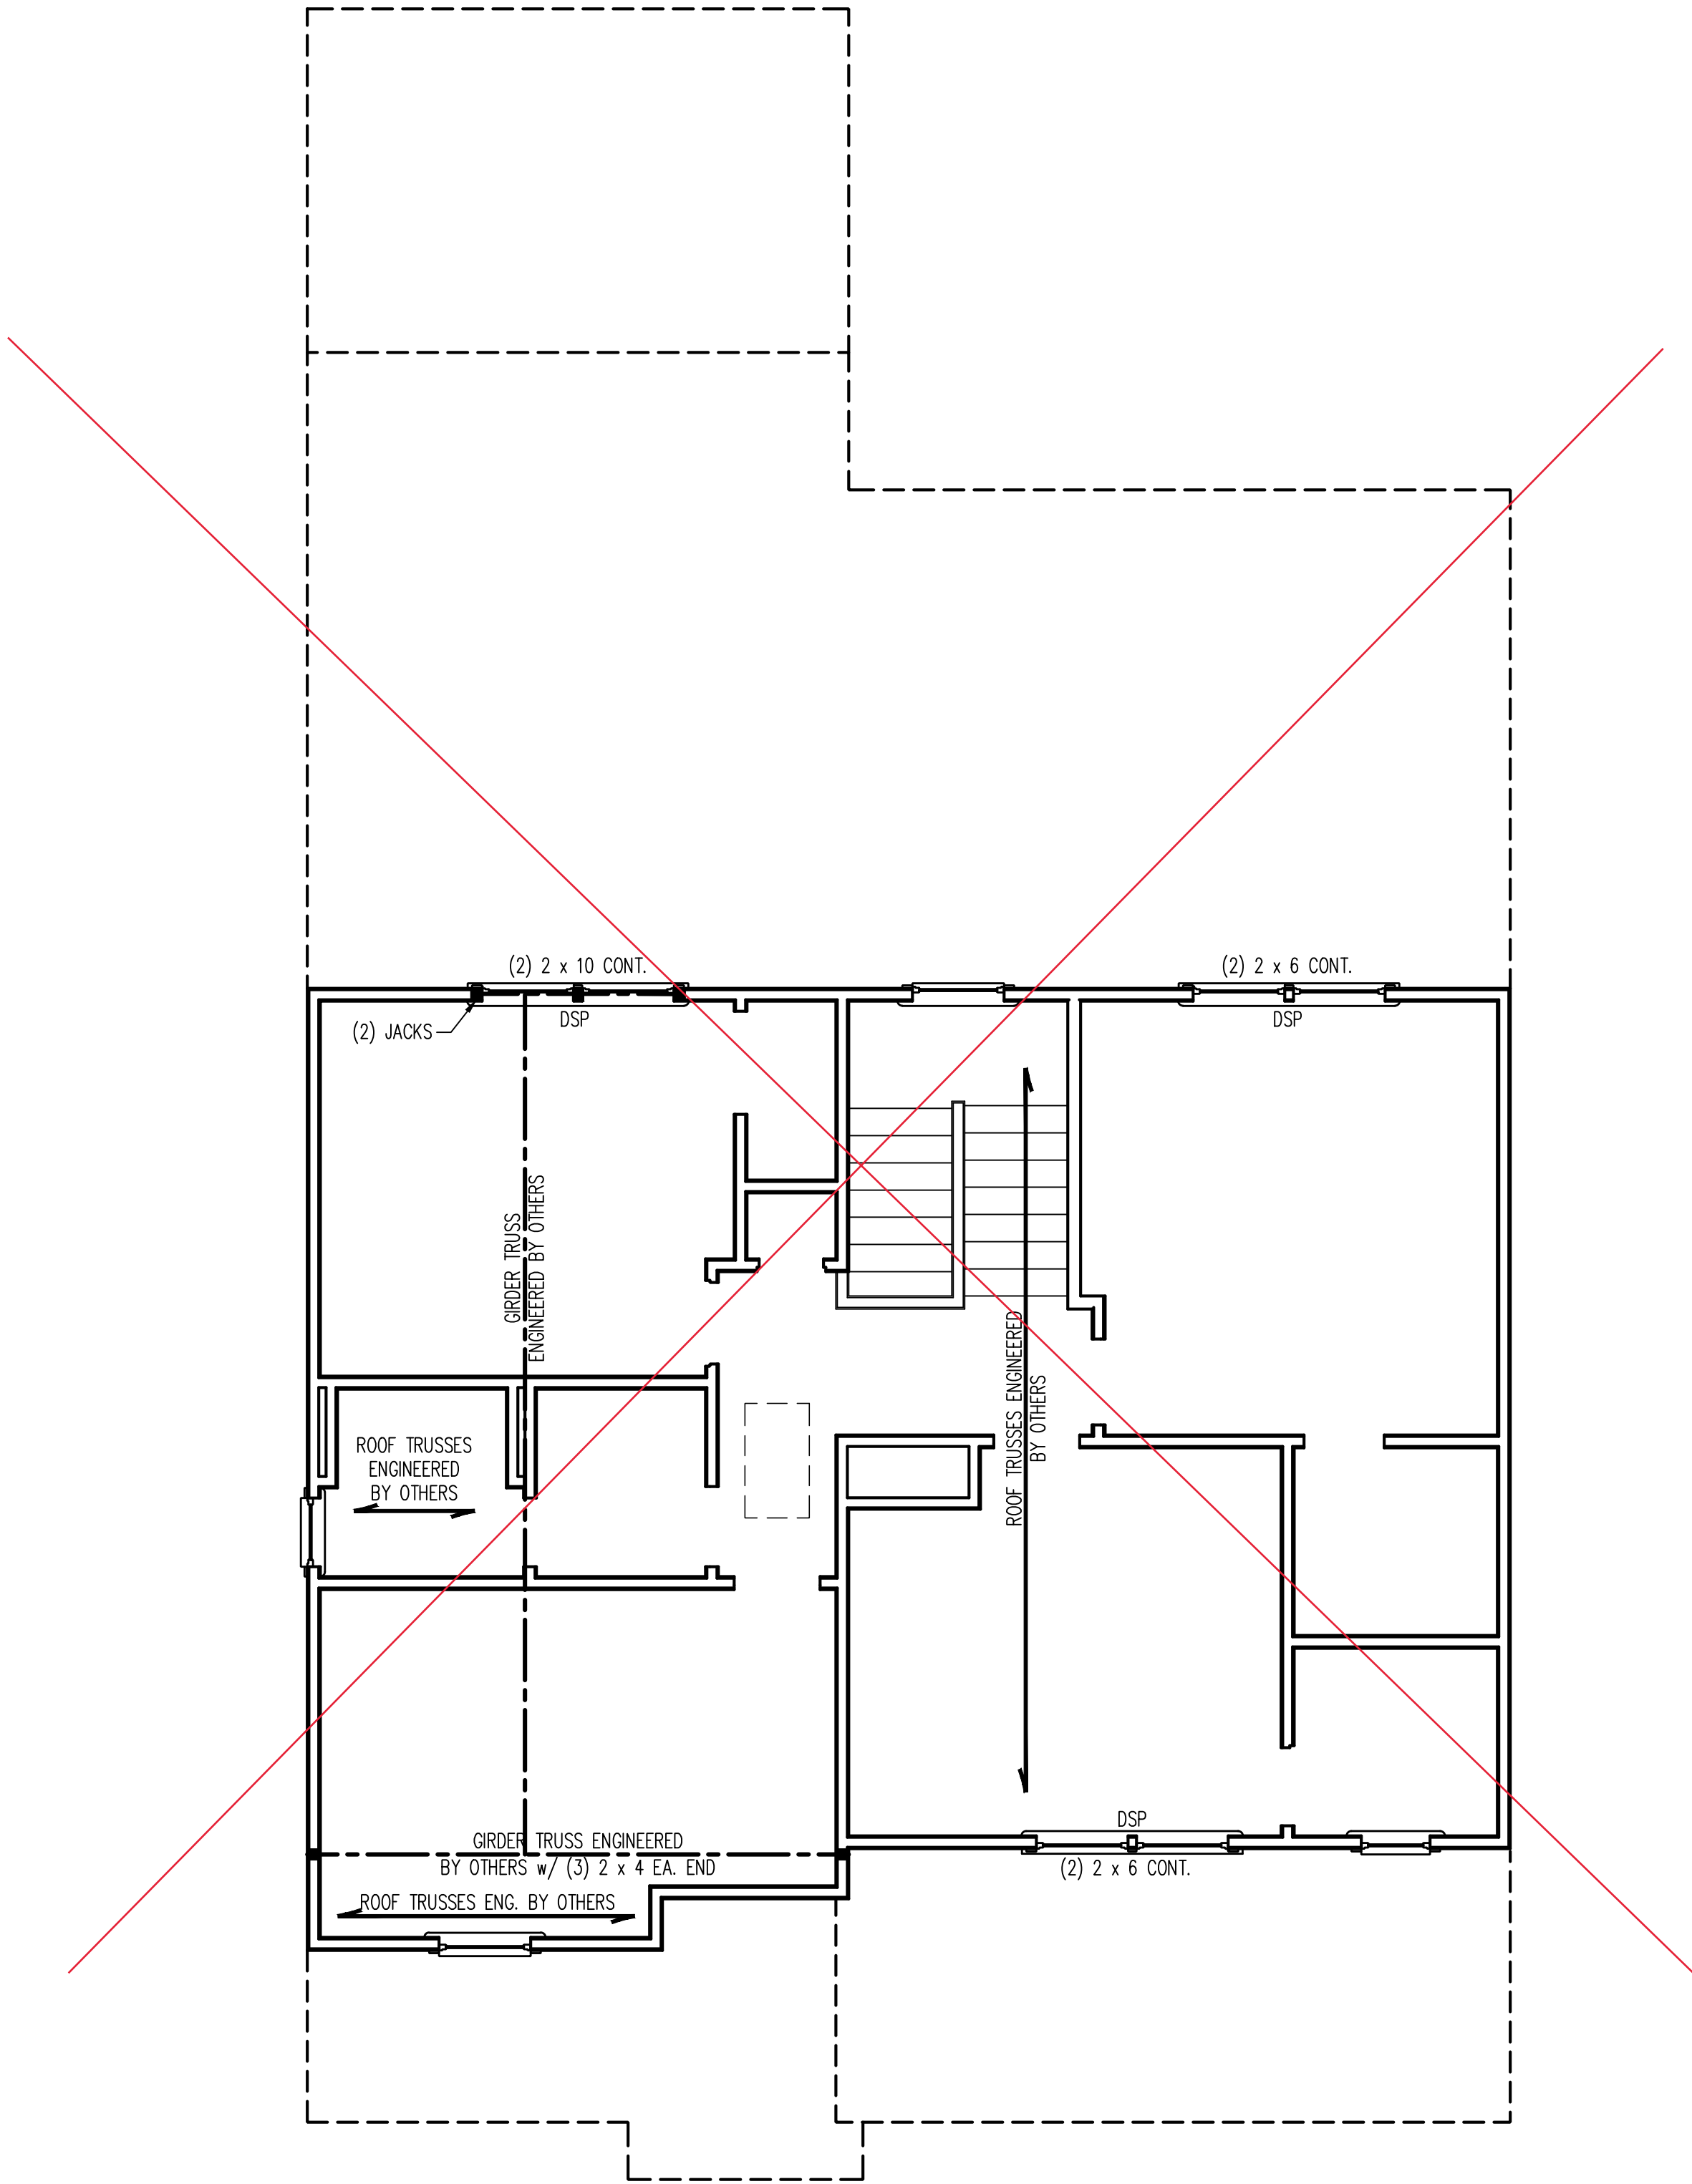 (2) 2 x 10 CONT.
(2) 2 x 6 CONT.
DSP
DSP
(2) JACKS
GIRDER TRUSS
ENGINEERED BY OTHERS
ROOF TRUSSES ENGINEERED
BY OTHERS
ROOF TRUSSES
ENGINEERED
BY OTHERS
DSP
(2) 2 x 6 CONT.
GIRDER TRUSS ENGINEERED
BY OTHERS w/ (3) 2 x 4 EA. END
ROOF TRUSSES ENG. BY OTHERS